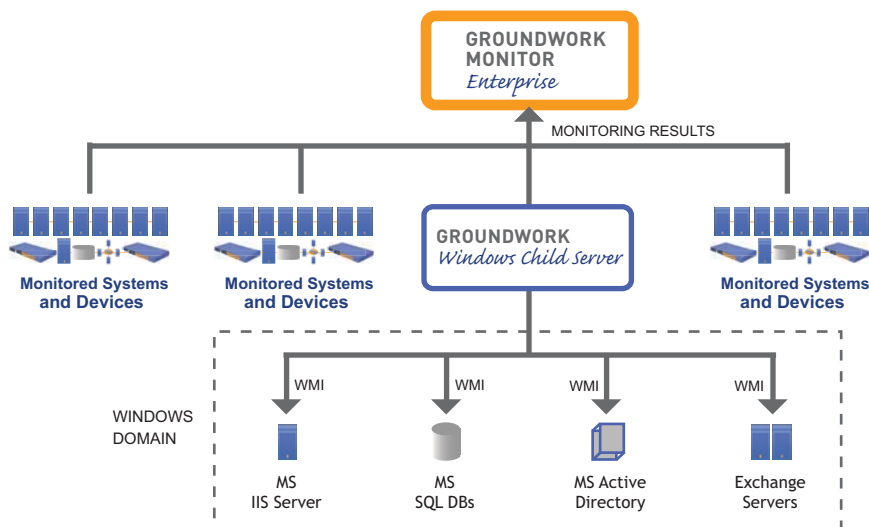 GROUNDWORK
MONITOR
Enterprise
MONITORING RESULTS
Monitored Systems
and Devices
Monitored Systems
and Devices
GROUNDWORK
Windows Child Server
Monitored Systems
and Devices
WINDOWS
DOMAIN
WMI
WMI
WMI
WMI
MS
IIS Server
MS
SQL DBs
MS Active
Directory
Exchange
Servers